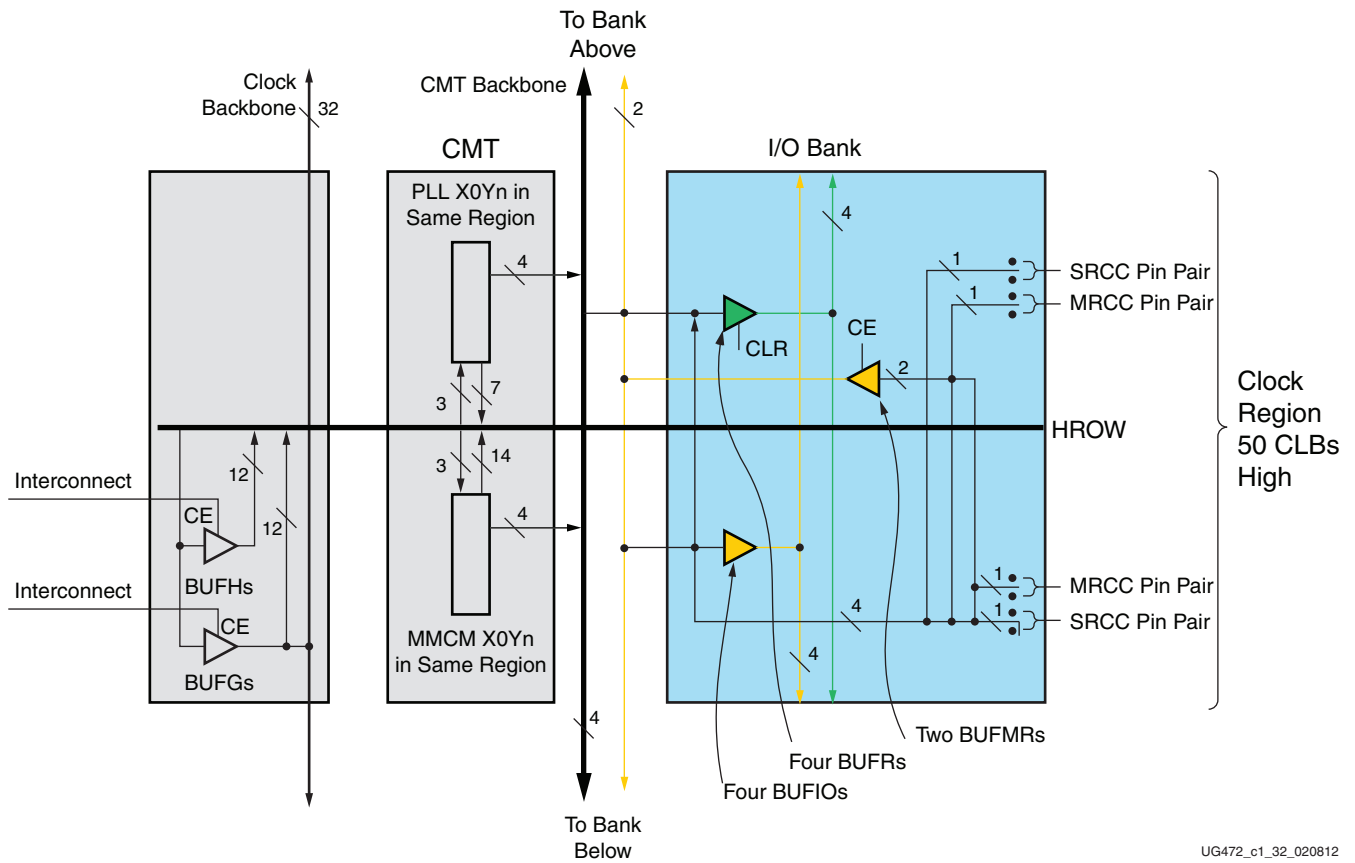 To Bank
Above
Clock
Backbone
32
CMT Backbone
2
CMT
I/O Bank
PLL X0Yn in
Same Region
4
4
1
SRCC Pin Pair
1
MRCC Pin Pair
CLR
CE
2
3
7
Clock
Region
50 CLBs
High
HROW
3
14
12
12
Interconnect
CE
BUFHs
4
Interconnect
CE
BUFGs
MMCM X0Yn
in Same Region
1
MRCC Pin Pair
4
1
SRCC Pin Pair
4
4
Two BUFMRs
Four BUFRs
Four BUFIOs
To Bank
Below
UG472_c1_32_020812